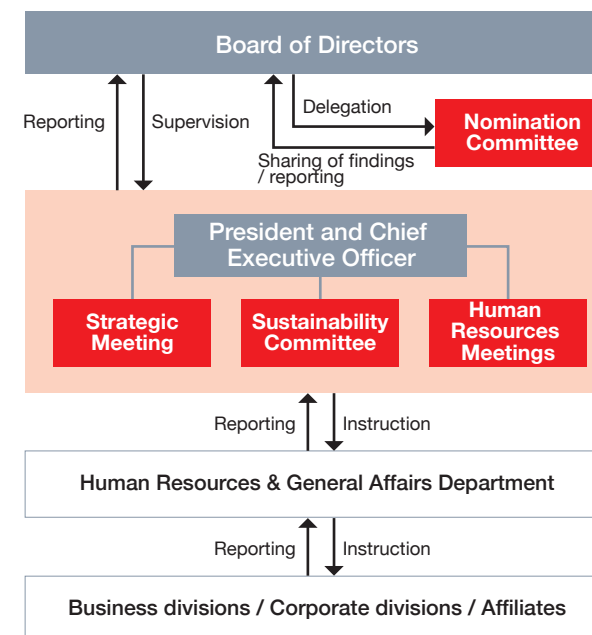 Board of Directors
Reporting
Supervision
Delegation
Sharing of findings
/ reporting
Nomination
Committee
President and Chief
Executive Officer
Strategic
Meeting
Sustainability
Committee
Human
Resources
Meetings
Reporting
Instruction
Human Resources & General Affairs Department
Reporting
Instruction
Business divisions / Corporate divisions / Affiliates